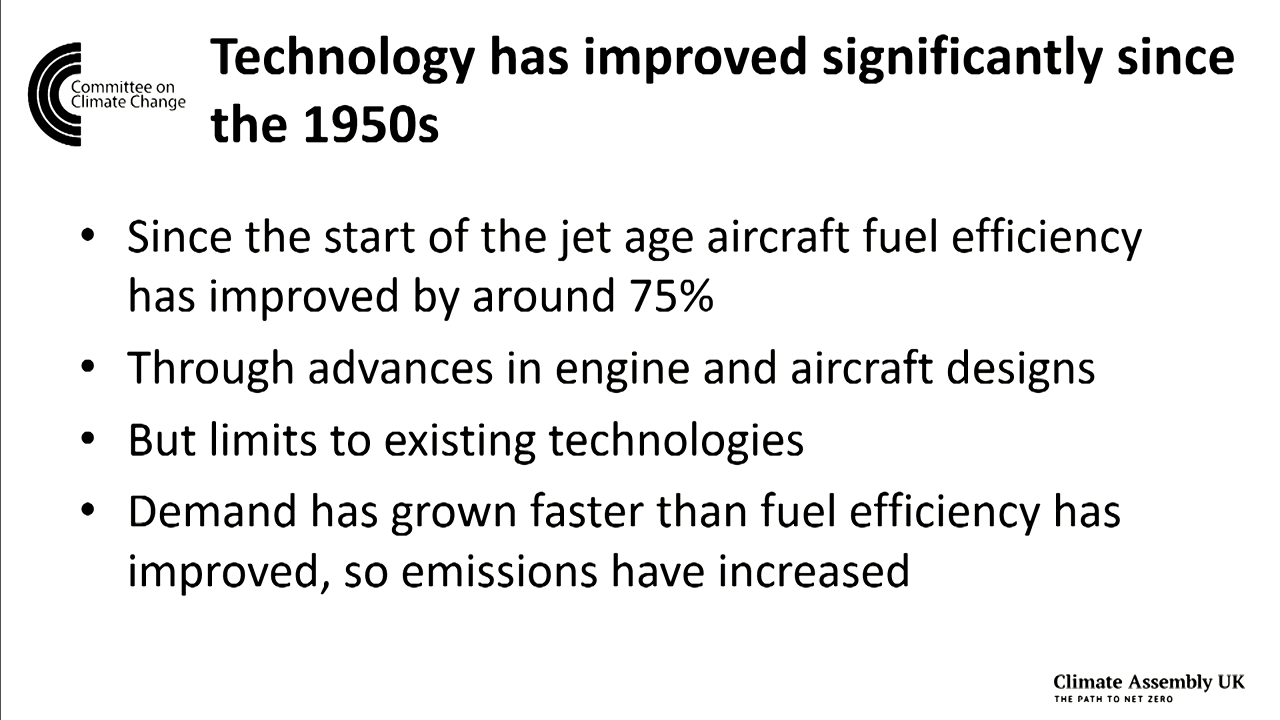 Committee on
Climate Change
Technology has improved significantly since
the 1950s
• Since the start of the jet age aircraft fuel efficiency
has improved by around 75%
• Through advances in engine and aircraft designs
• But limits to existing technologies
• Demand has grown faster than fuel efficiency has
improved, so emissions have increased
Climate Assembly UK
THE PATH TO NET ZERO